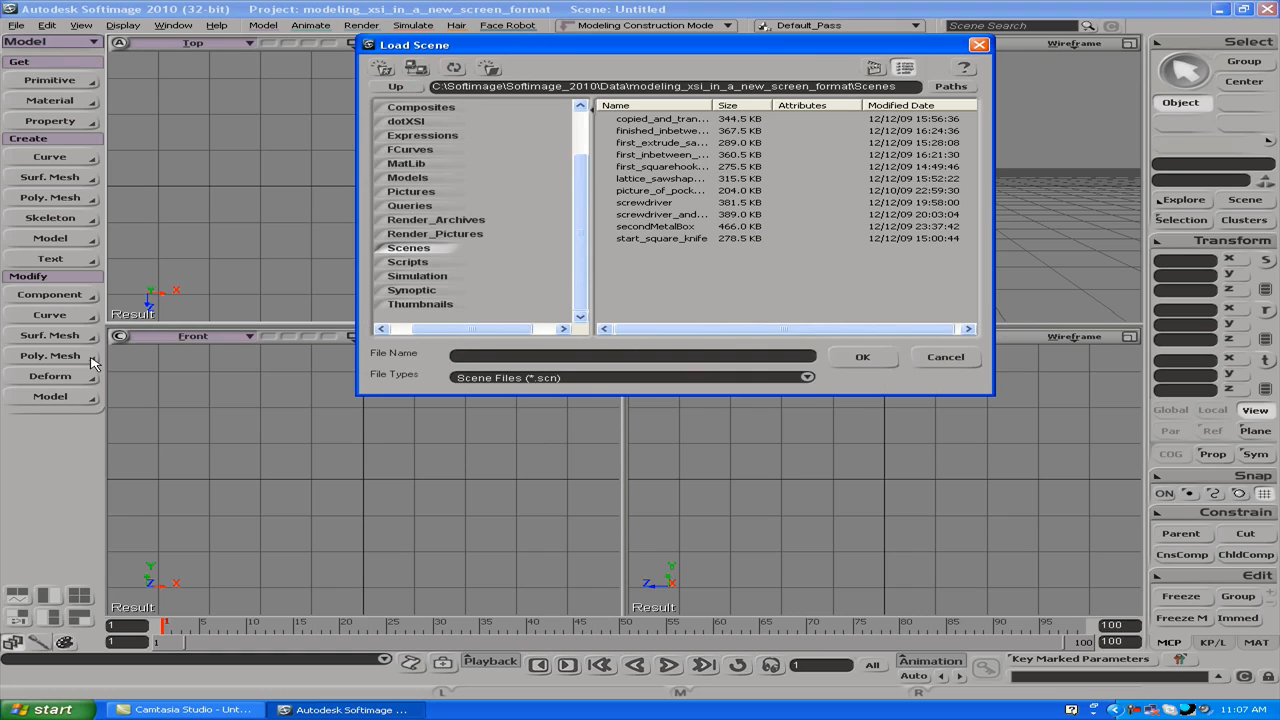 Autodesk Softimage 2010 (32-bit) Project: modeling_xsi_in_a_new_screen_format Scene: Untitled
File Edit View Display Window Help Model Animate Render Simulate Hair Face Robot Modeling Construction Mode Default_Pass Scene Search
Model
A Top
Wireframe
Get
Primitive
Material
Property
Create
Curve
Surf. Mesh
Poly. Mesh
Skeleton
Model
Text
Modify
Component
Curve
Surf. Mesh
Poly. Mesh
Deform
Model
Load Scene
Up C:\Softimage\Softimage_2010\Data\modeling_xsi_in_a_new_screen_format\Scenes Paths
Composites
dotXSI
Expressions
FCurves
MatLib
Models
Pictures
Queries
Render_Archives
Render_Pictures
Scenes
Scripts
Simulation
Synoptic
Thumbnails
Name Size Attributes Modified Date
copied_and_tran... 344.5 KB 12/12/09 15:56:36
finished_inbetwe... 367.5 KB 12/12/09 16:24:36
first_extrude_sa... 289.0 KB 12/12/09 15:28:08
first_inbetween_... 360.5 KB 12/12/09 16:21:30
first_squarehook... 275.5 KB 12/12/09 14:49:46
lattice_sawshap... 315.5 KB 12/12/09 15:52:22
picture_of_pock... 204.0 KB 12/10/09 22:59:30
screwdriver 381.5 KB 12/12/09 19:58:00
screwdriver_and... 389.0 KB 12/12/09 20:03:04
secondMetalBox 466.0 KB 12/12/09 23:37:42
start_square_knife 278.5 KB 12/12/09 15:00:44
File Name OK Cancel
File Types Scene Files (*.scn)
Y X
Z
Result
C Front
Wireframe
Y
Z X
Result
Y
Z X
Result
Select
Group
Center
Object
Explore Scene
Selection Clusters
Transform
x s
y
z
x r
y
z
x t
y
z
Global Local View
Par Ref Plane
COG Prop Sym
Snap
ON
Constrain
Parent Cut
CnsComp ChldComp
Edit
Freeze Group
Freeze M Immed
MCP KP/L MAT
1 1 5 10 15 20 25 30 35 40 45 50 55 60 65 70 75 80 85 90 95 100
1 1 100 100
Playback 1 All Animation Key Marked Parameters
Auto
L M R
start Camtasia Studio - Unt... Autodesk Softimage ... 11:07 AM